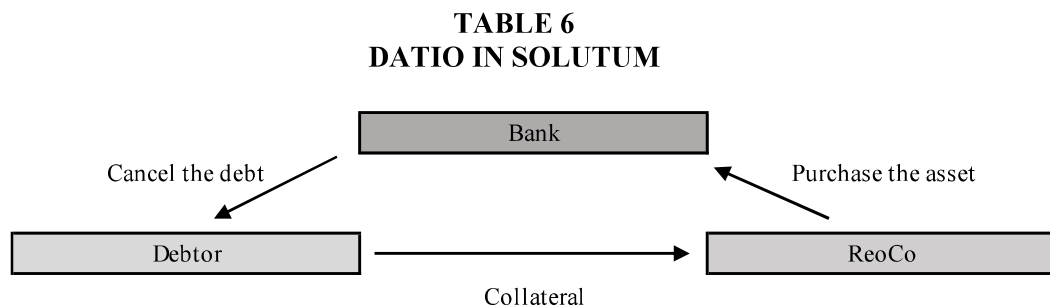 TABLE 6
DATIO IN SOLUTUM
Bank
Cancel the debt
Purchase the asset
Debtor
ReoCo
Collateral